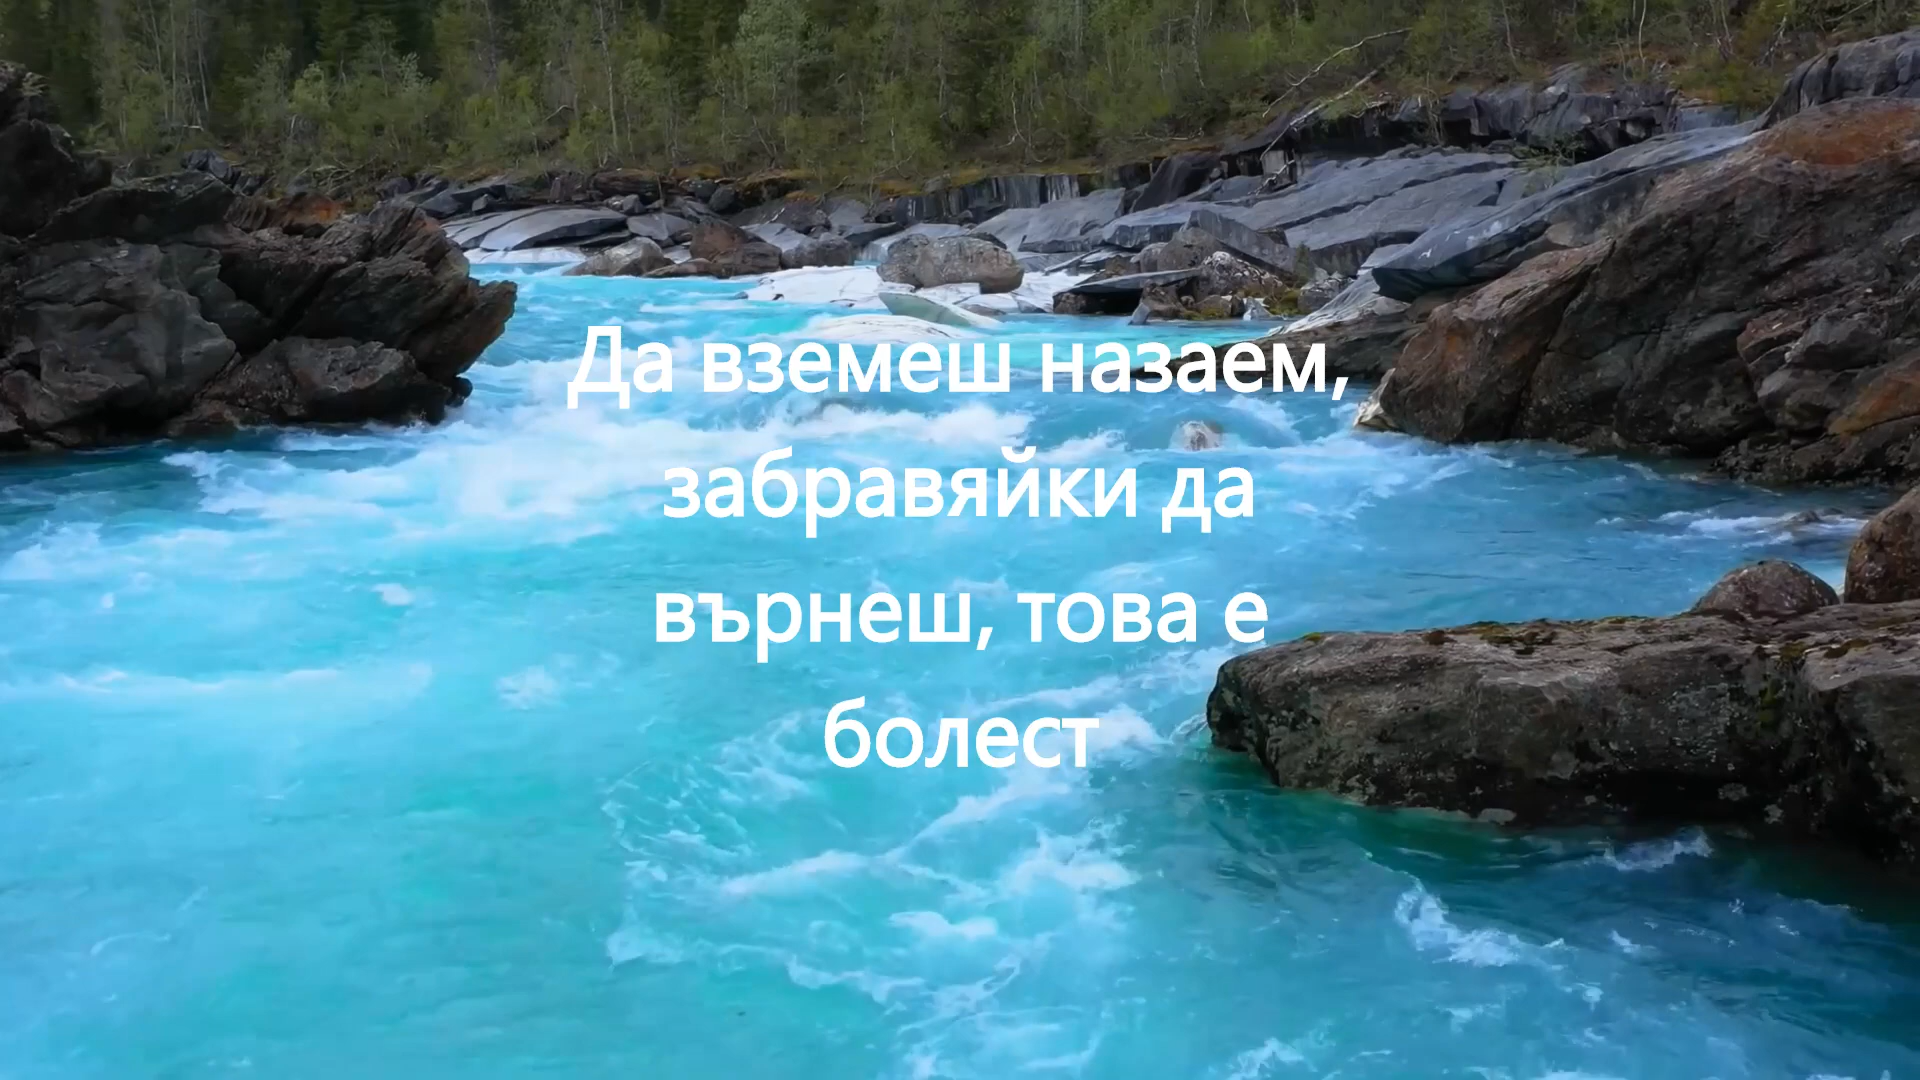 Да вземеш назаем,
забравяйки да
върнеш, това е
болест